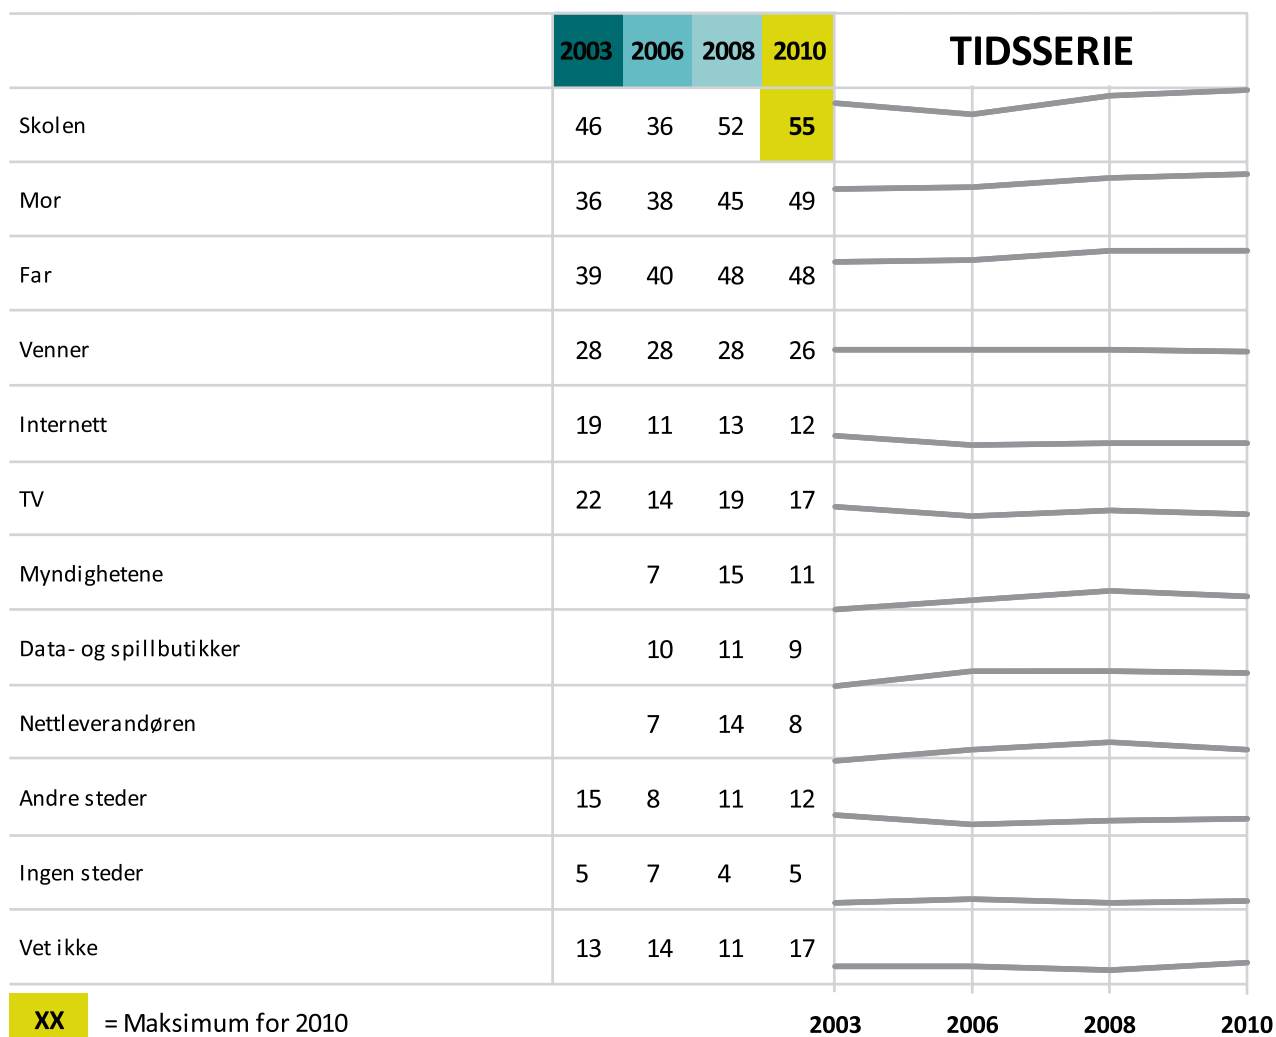 2003 2006 2008 2010 TIDSSERIE
Skolen 46 36 52 55
Mor 36 38 45 49
Far 39 40 48 48
Venner 28 28 28 26
Internett 19 11 13 12
TV 22 14 19 17
Myndighetene 7 15 11
Data- og spillbutikker 10 11 9
Nettleverandøren 7 14 8
Andre steder 15 8 11 12
Ingen steder 5 7 4 5
Vet ikke 13 14 11 17
XX = Maksimum for 2010
2003 2006 2008 2010